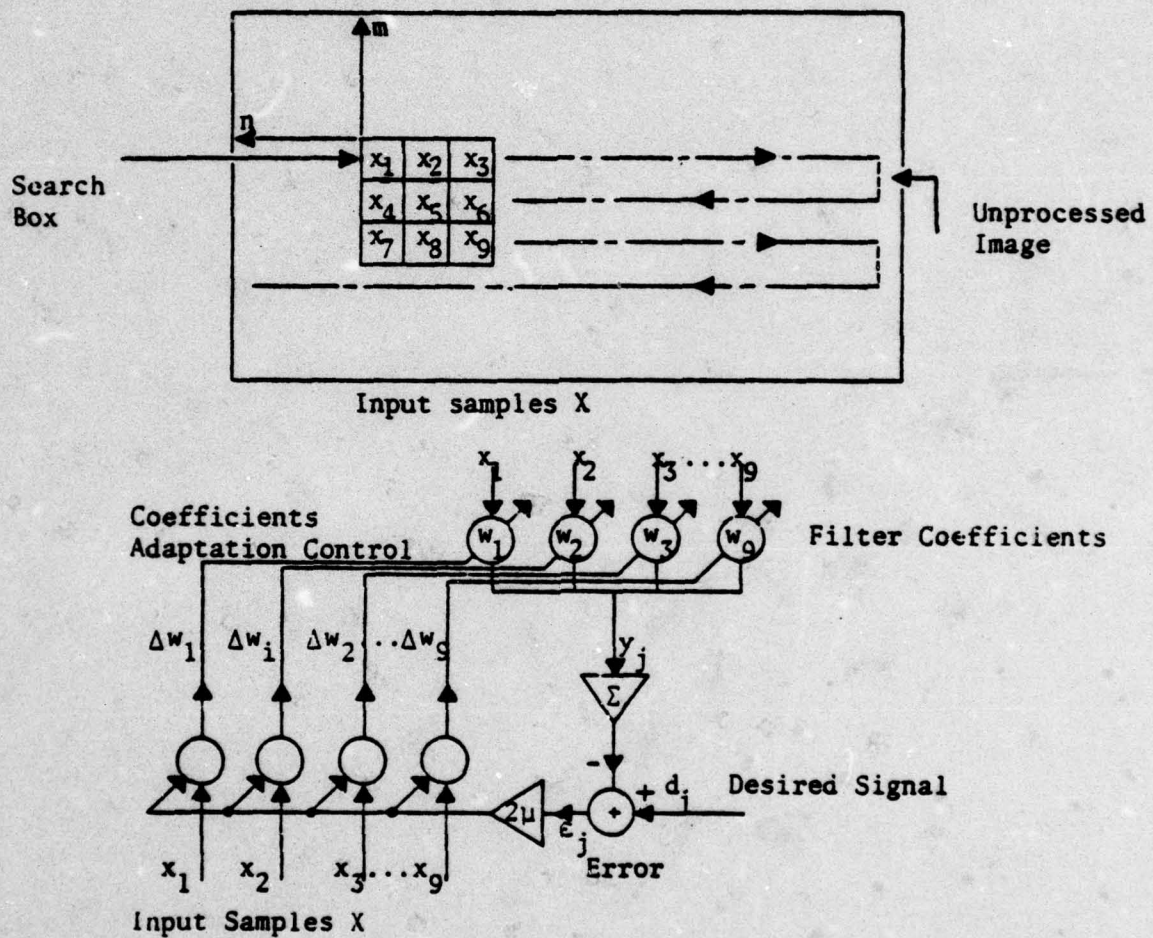 m
n
x1 x2 x3
x4 x5 x6
x7 x8 x9
Search
Box
Unprocessed
Image
Input samples X
x1 x2 x3...x9
Coefficients
Adaptation Control
w1 w2 w3 w9
Filter Coefficients
Δw1 Δwi Δw2...Δw9
yj
Σ
-
+ dj
Desired Signal
2μ
εj
+
Error
x1 x2 x3...x9
Input Samples X